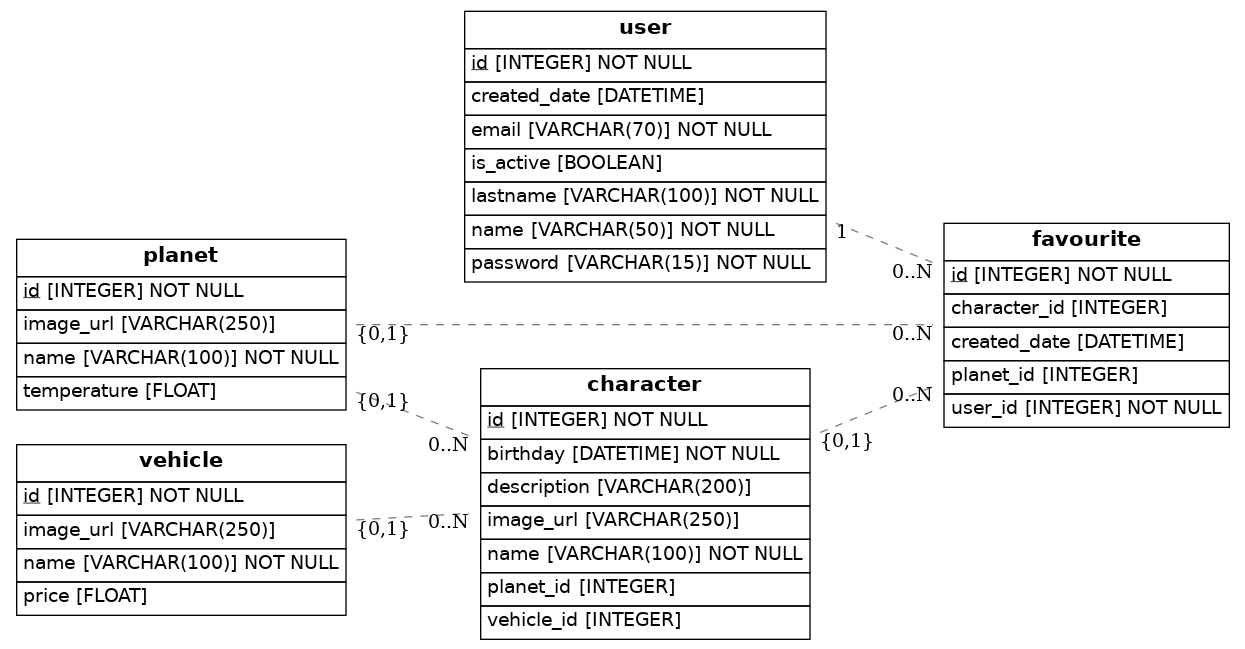 user
id [INTEGER] NOT NULL
created_date [DATETIME]
email [VARCHAR(70)] NOT NULL
is_active [BOOLEAN]
lastname [VARCHAR(100)] NOT NULL
name [VARCHAR(50)] NOT NULL
password [VARCHAR(15)] NOT NULL
1
0..N
favourite
id [INTEGER] NOT NULL
character_id [INTEGER]
created_date [DATETIME]
planet_id [INTEGER]
user_id [INTEGER] NOT NULL
planet
id [INTEGER] NOT NULL
image_url [VARCHAR(250)]
name [VARCHAR(100)] NOT NULL
temperature [FLOAT]
{0,1}
0..N
{0,1}
0..N
character
id [INTEGER] NOT NULL
birthday [DATETIME] NOT NULL
description [VARCHAR(200)]
image_url [VARCHAR(250)]
name [VARCHAR(100)] NOT NULL
planet_id [INTEGER]
vehicle_id [INTEGER]
{0,1}
0..N
vehicle
id [INTEGER] NOT NULL
image_url [VARCHAR(250)]
name [VARCHAR(100)] NOT NULL
price [FLOAT]
{0,1}
0..N